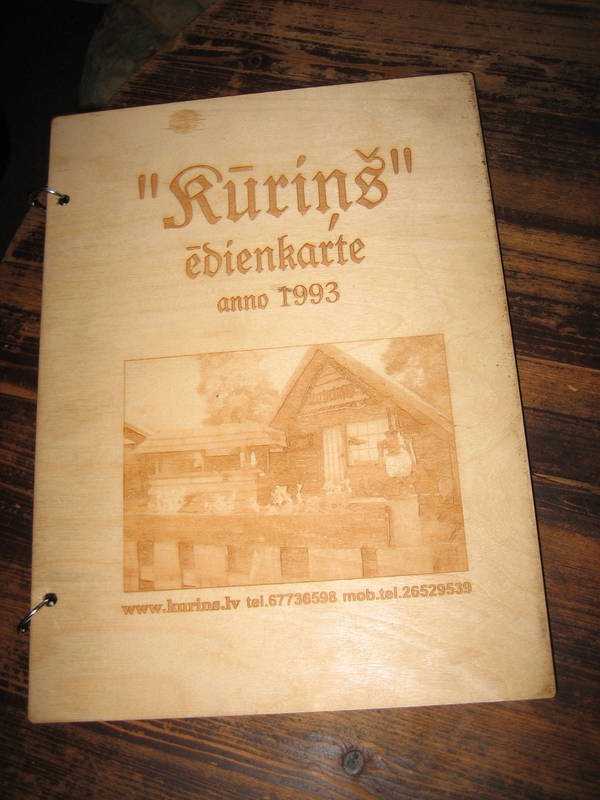 "Kūriņš"
ēdienkarte
anno 1993
www.kurins.lv tel.67736598 mob.tel.26529539